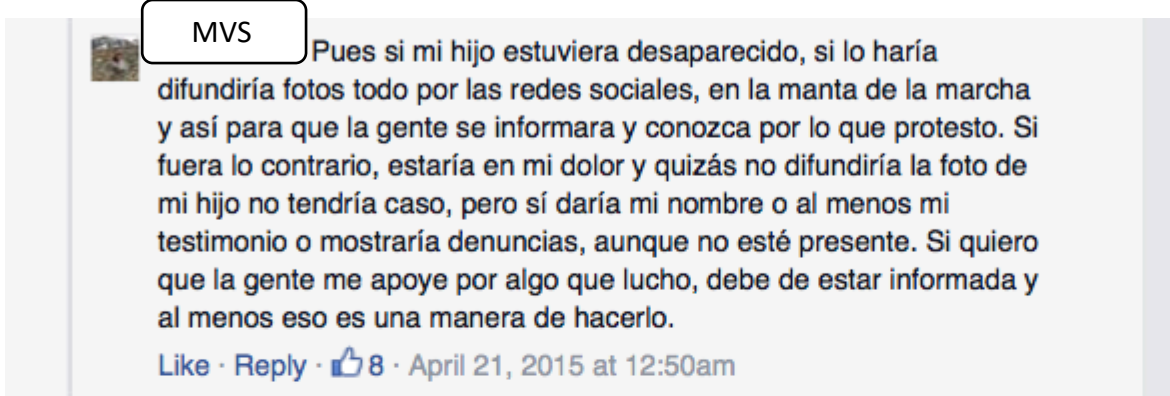 MVS
Pues si mi hijo estuviera desaparecido, si lo haría
difundiría fotos todo por las redes sociales, en la manta de la marcha
y así para que la gente se informara y conozca por lo que protesto. Si
fuera lo contrario, estaría en mi dolor y quizás no difundiría la foto de
mi hijo no tendría caso, pero sí daría mi nombre o al menos mi
testimonio o mostraría denuncias, aunque no esté presente. Si quiero
que la gente me apoye por algo que lucho, debe de estar informada y
al menos eso es una manera de hacerlo.
Like · Reply · 8 · April 21, 2015 at 12:50am